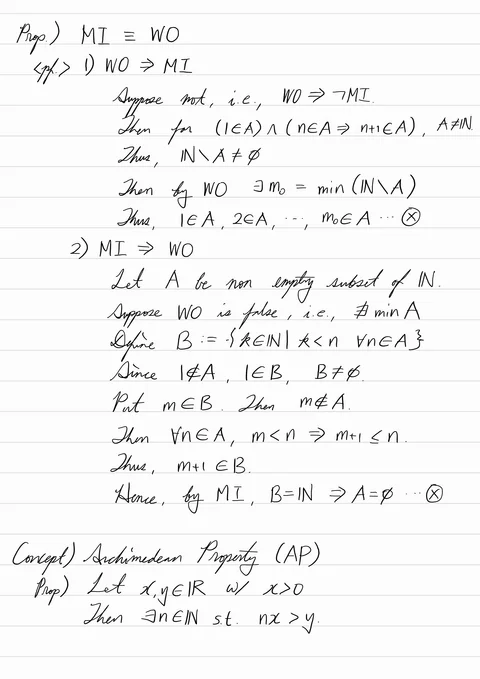 Prop.) MI ≡ WO
<pf.> 1) WO ⇒ MI
Suppose not, i.e., WO ⇒ ¬MI.
Then for (1∈A) ∧ (n∈A ⇒ n+1∈A), A≠ℕ.
Thus, ℕ\A ≠ ∅
Then by WO ∃m₀ = min (ℕ\A)
Thus, 1∈A, 2∈A, ⋯, m₀∈A ⋯ ⊗
2) MI ⇒ WO
Let A be non empty subset of ℕ.
Suppose WO is false, i.e., ∄ min A
Define B := {k∈ℕ | k<n ∀n∈A}
Since 1∉A, 1∈B, B≠∅.
Put m∈B. Then m∉A.
Then ∀n∈A, m<n ⇒ m+1 ≤ n.
Thus, m+1 ∈B.
Hence, by MI, B=ℕ ⇒ A=∅ ⋯ ⊗
Concept) Archimedean Property (AP)
Prop) Let x,y∈ℝ w/ x>0
Then ∃n∈ℕ s.t. nx > y.